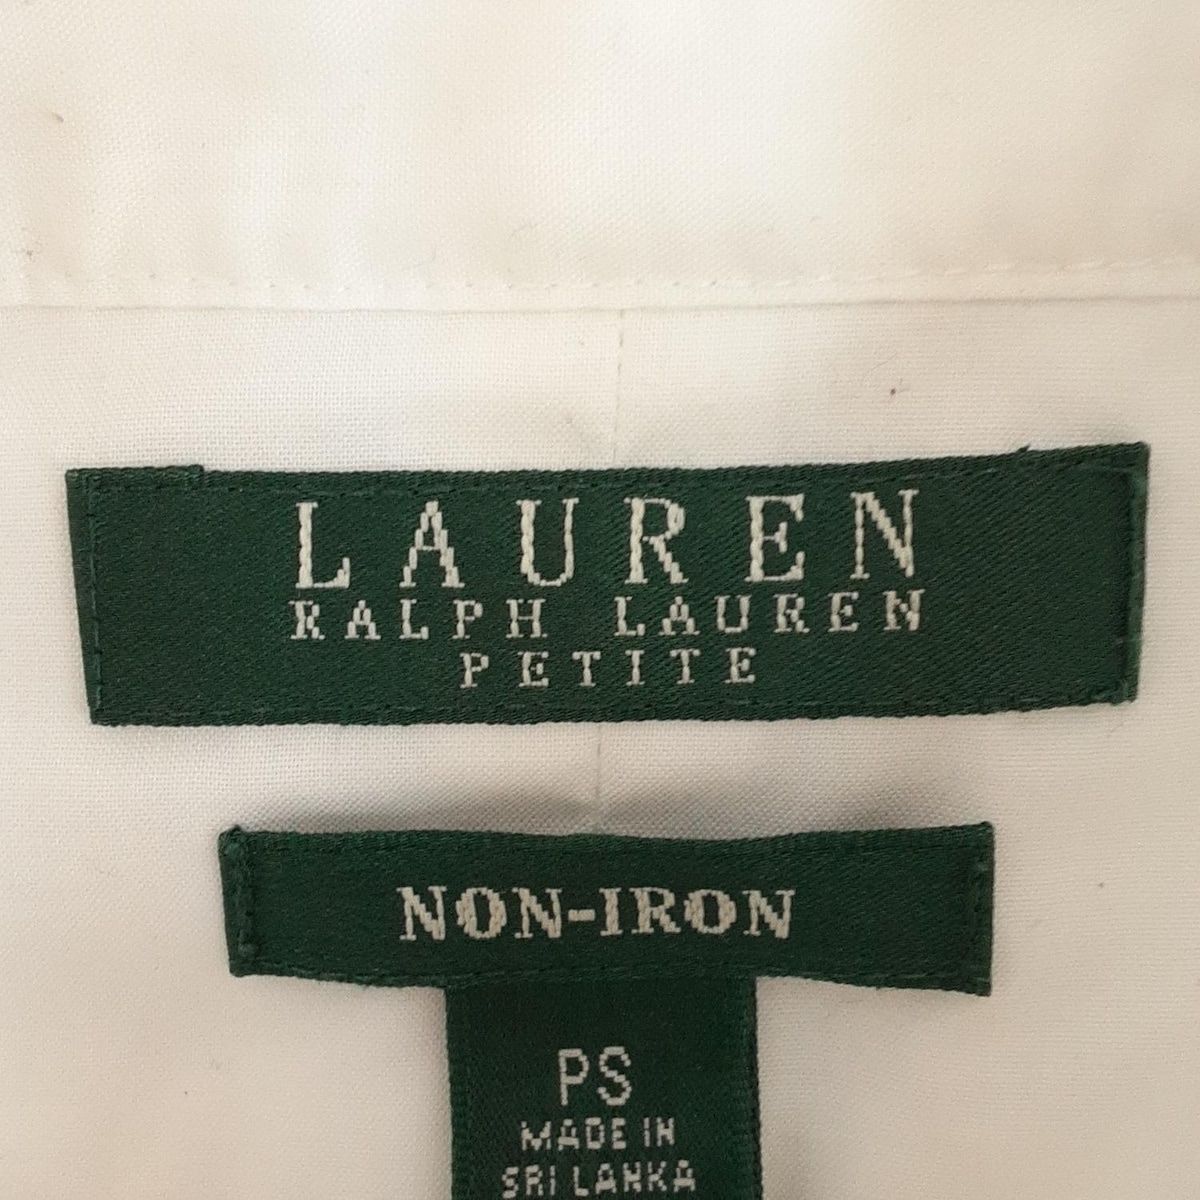 LAUREN
RALPH LAUREN
PETITE
NON-IRON
PS
MADE IN
SRI LANKA